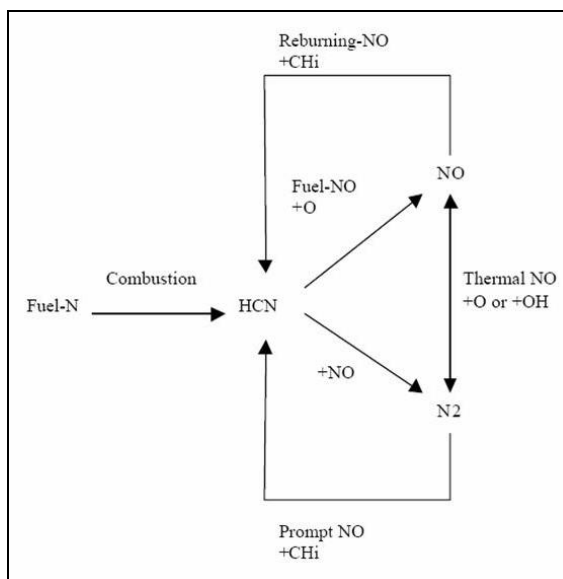 Reburning-NO
+CHi
NO
Fuel-NO
+O
Combustion
Thermal NO
+O or +OH
Fuel-N
HCN
+NO
N2
Prompt NO
+CHi